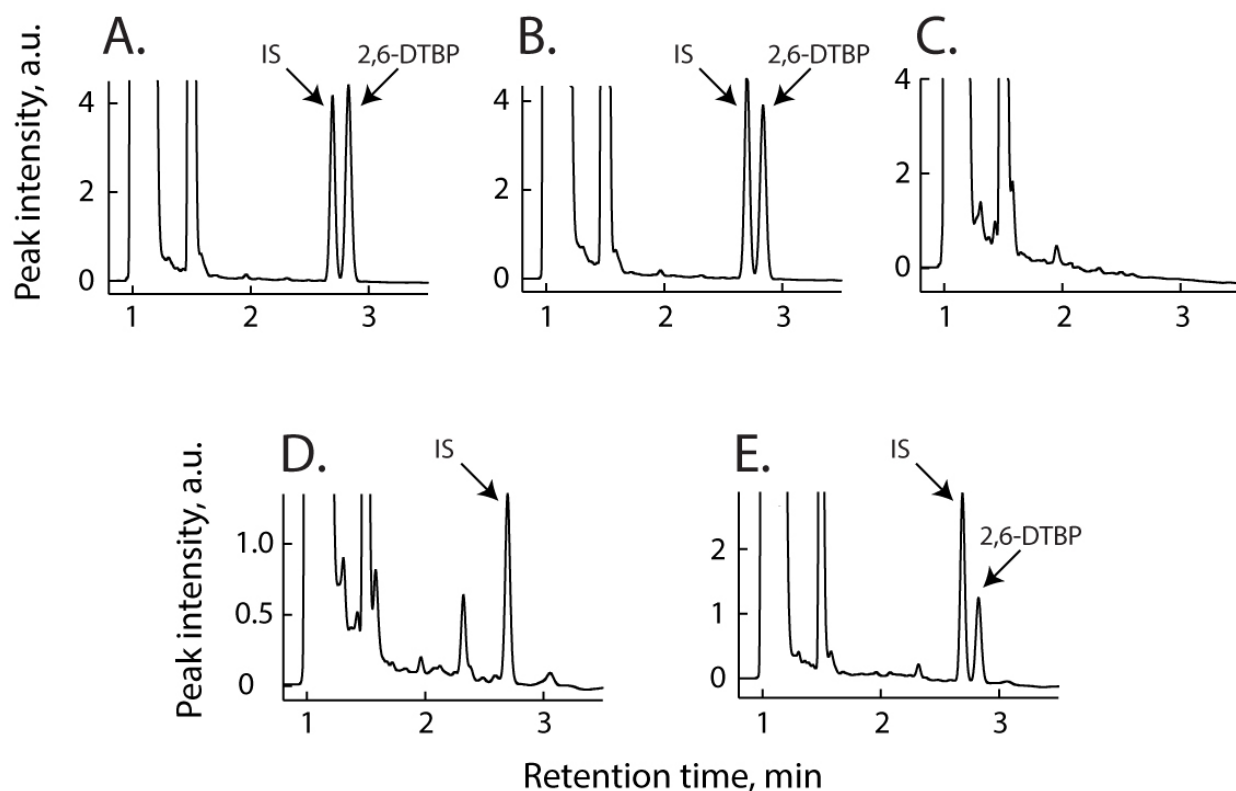 A.
IS
2,6-DTBP
4
2
0
1
2
3
B.
IS
2,6-DTBP
4
2
0
1
2
3
C.
4
2
0
1
2
3
Peak intensity, a.u.
D.
IS
1.0
0.5
0
1
2
3
E.
IS
2,6-DTBP
2
1
0
1
2
3
Peak intensity, a.u.
Retention time, min